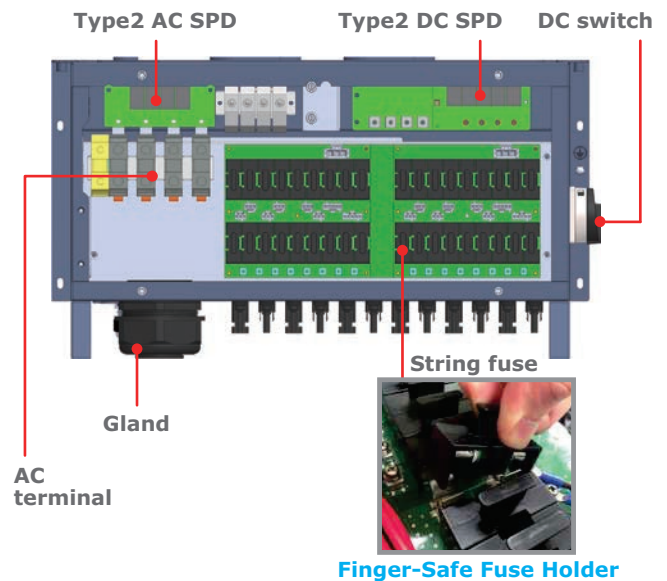 Type2 AC SPD
Type2 DC SPD
DC switch
String fuse
Gland
AC
terminal
Finger-Safe Fuse Holder